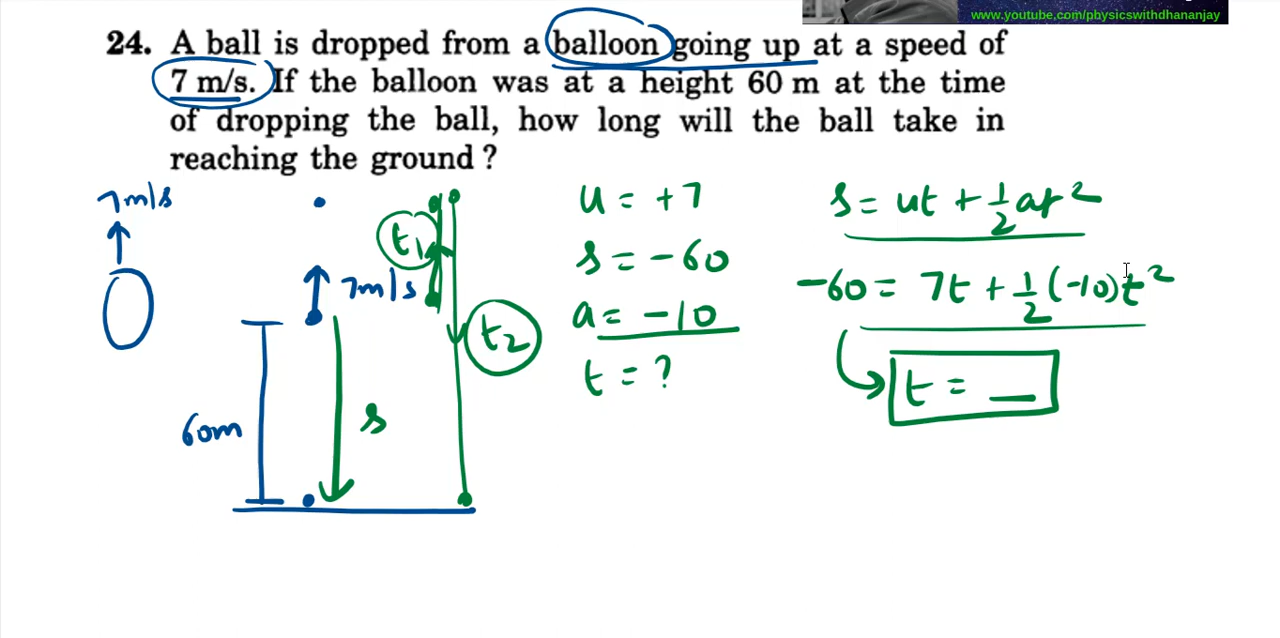 www.youtube.com/physicswithdhananjay
24. A ball is dropped from a balloon going up at a speed of
7 m/s. If the balloon was at a height 60 m at the time
of dropping the ball, how long will the ball take in
reaching the ground ?
7m/s
7m/s
60m
s
t₁
t₂
u = +7
s = -60
a = -10
t = ?
s = ut + 1/2 at²
-60 = 7t + 1/2 (-10)t²
t = _